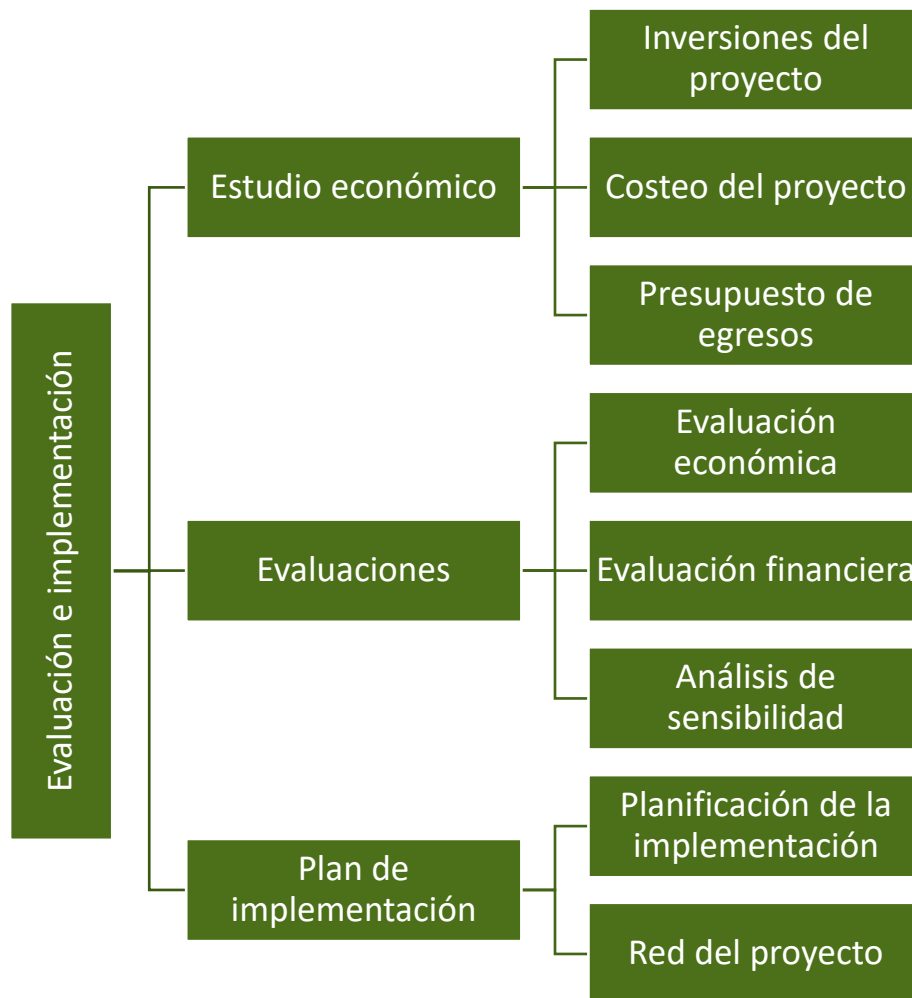 Evaluación e implementación
Estudio económico
Inversiones del
proyecto
Costeo del proyecto
Presupuesto de
egresos
Evaluaciones
Evaluación
económica
Evaluación financiera
Análisis de
sensibilidad
Plan de
implementación
Planificación de la
implementación
Red del proyecto